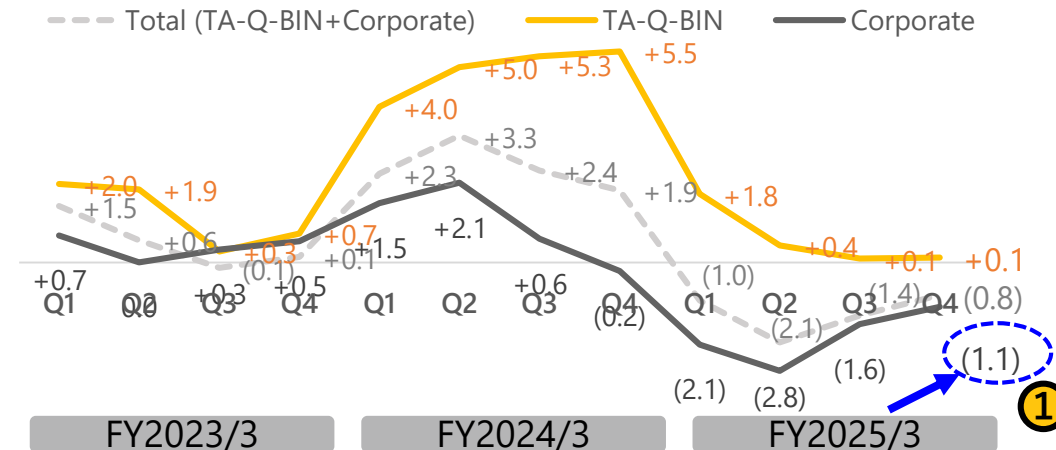 Total (TA-Q-BIN+Corporate) TA-Q-BIN Corporate
+2.0 +1.9 +0.3 +0.7 +4.0 +5.0 +5.3 +5.5 +1.8 +0.4 +0.1 +0.1
+1.5 +0.6 (0.1) +0.1 +2.3 +3.3 +2.4 +1.9 (1.0) (2.1) (1.4) (0.8)
+0.7 0.0 +0.3 +0.5 +1.5 +2.1 +0.6 (0.2) (2.1) (2.8) (1.6) (1.1)
Q1 Q2 Q3 Q4 Q1 Q2 Q3 Q4 Q1 Q2 Q3 Q4
1
FY2023/3 FY2024/3 FY2025/3